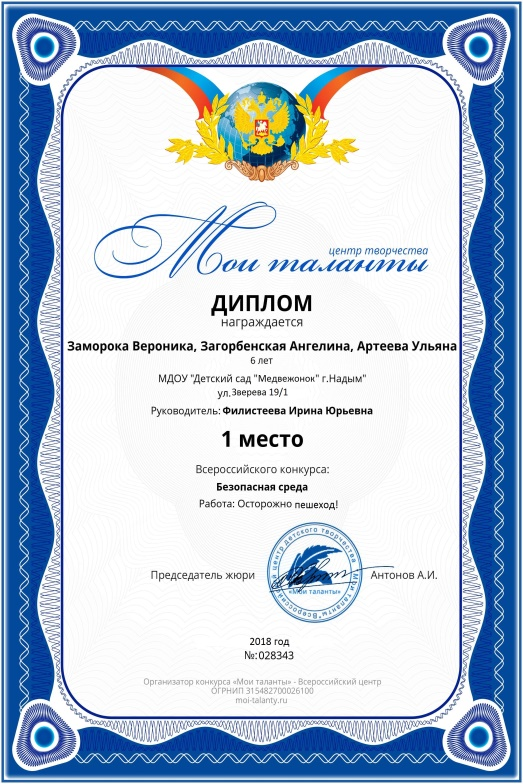 центр творчества
Мои таланты
ДИПЛОМ
награждается
Заморока Вероника, Загорбенская Ангелина, Артеева Ульяна
6 лет
МДОУ "Детский сад "Медвежонок" г.Надым"
ул.Зверева 19/1
Руководитель: Филистеева Ирина Юрьевна
1 место
Всероссийского конкурса:
Безопасная среда
Работа: Осторожно пешеход!
Всероссийский центр детского творчества "Мои таланты"
«Мои таланты»
Председатель жюри Антонов А.И.
2018 год
№:028343
Организатор конкурса «Мои таланты» - Всероссийский центр
ОГРНИП 315482700026100
moi-talanty.ru